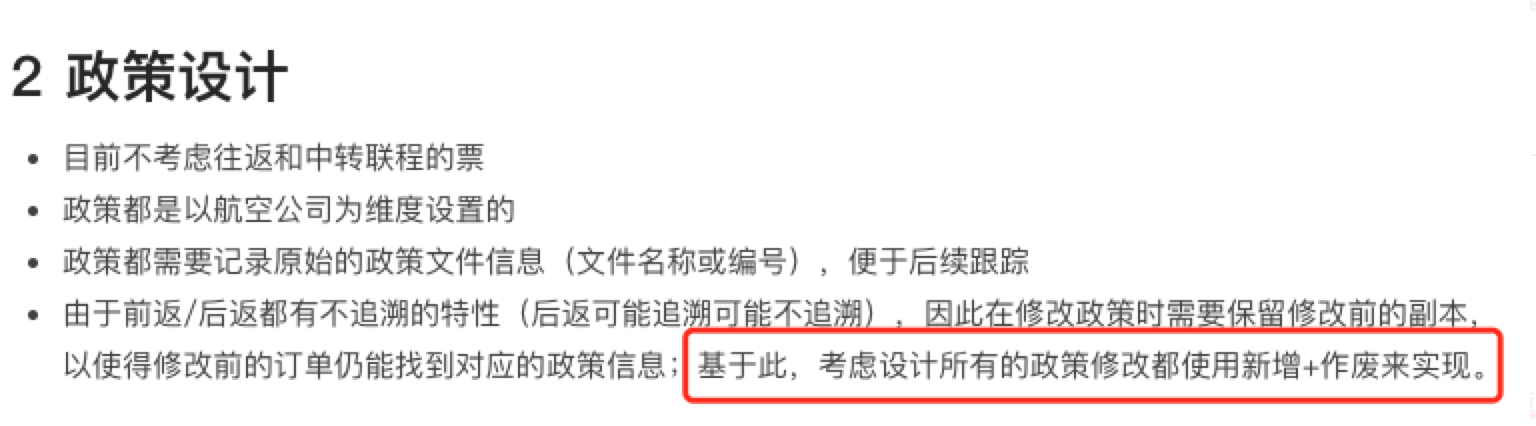 2 政策设计
• 目前不考虑往返和中转联程的票
• 政策都是以航空公司为维度设置的
• 政策都需要记录原始的政策文件信息（文件名称或编号），便于后续跟踪
• 由于前返/后返都有不追溯的特性（后返可能追溯可能不追溯），因此在修改政策时需要保留修改前的副本，
以使得修改前的订单仍能找到对应的政策信息；基于此，考虑设计所有的政策修改都使用新增+作废来实现。